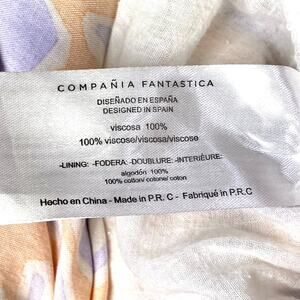 COMPAÑIA FANTASTICA
DISEÑADO EN ESPAÑA
DESIGNED IN SPAIN
viscosa 100%
100% viscose/viscosa/viscose
-LINING: -FODERA: -DOUBLURE: -INTERIEURE:
algodón 100%
100% cotton/ cotone/ coton
Hecho en China - Made in P.R. C - Fabriqué in P.R.C